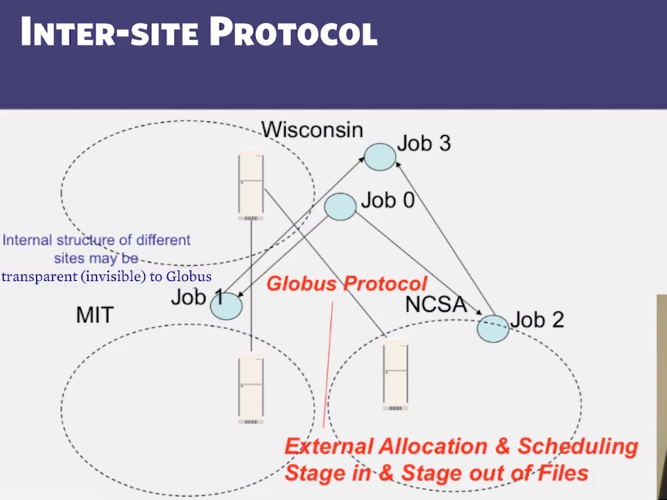 INTER-SITE PROTOCOL
Wisconsin
Job 3
Job 0
Internal structure of different
sites may be
transparent (invisible) to Globus
Job 1
Globus Protocol
MIT
NCSA
Job 2
External Allocation & Scheduling
Stage in & Stage out of Files